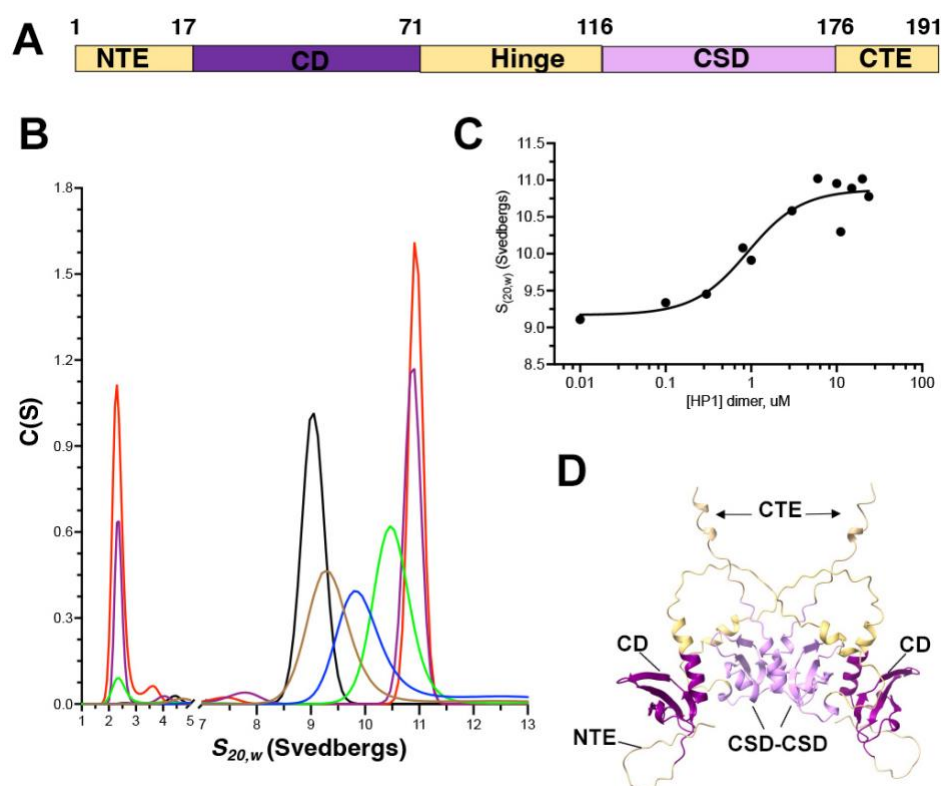 A
1 17 71 116 176 191
NTE CD Hinge CSD CTE
B
1.8
1.5
1.2
0.9
0.6
0.3
0.0
C(S)
1 2 3 4 5 7 8 9 10 11 12 13
S20,w (Svedbergs)
C
11.5
11.0
10.5
10.0
9.5
9.0
8.5
S(20,w) (Svedbergs)
0.01 0.1 1 10 100
[HP1] dimer, uM
D
CTE
CD CD
NTE CSD-CSD